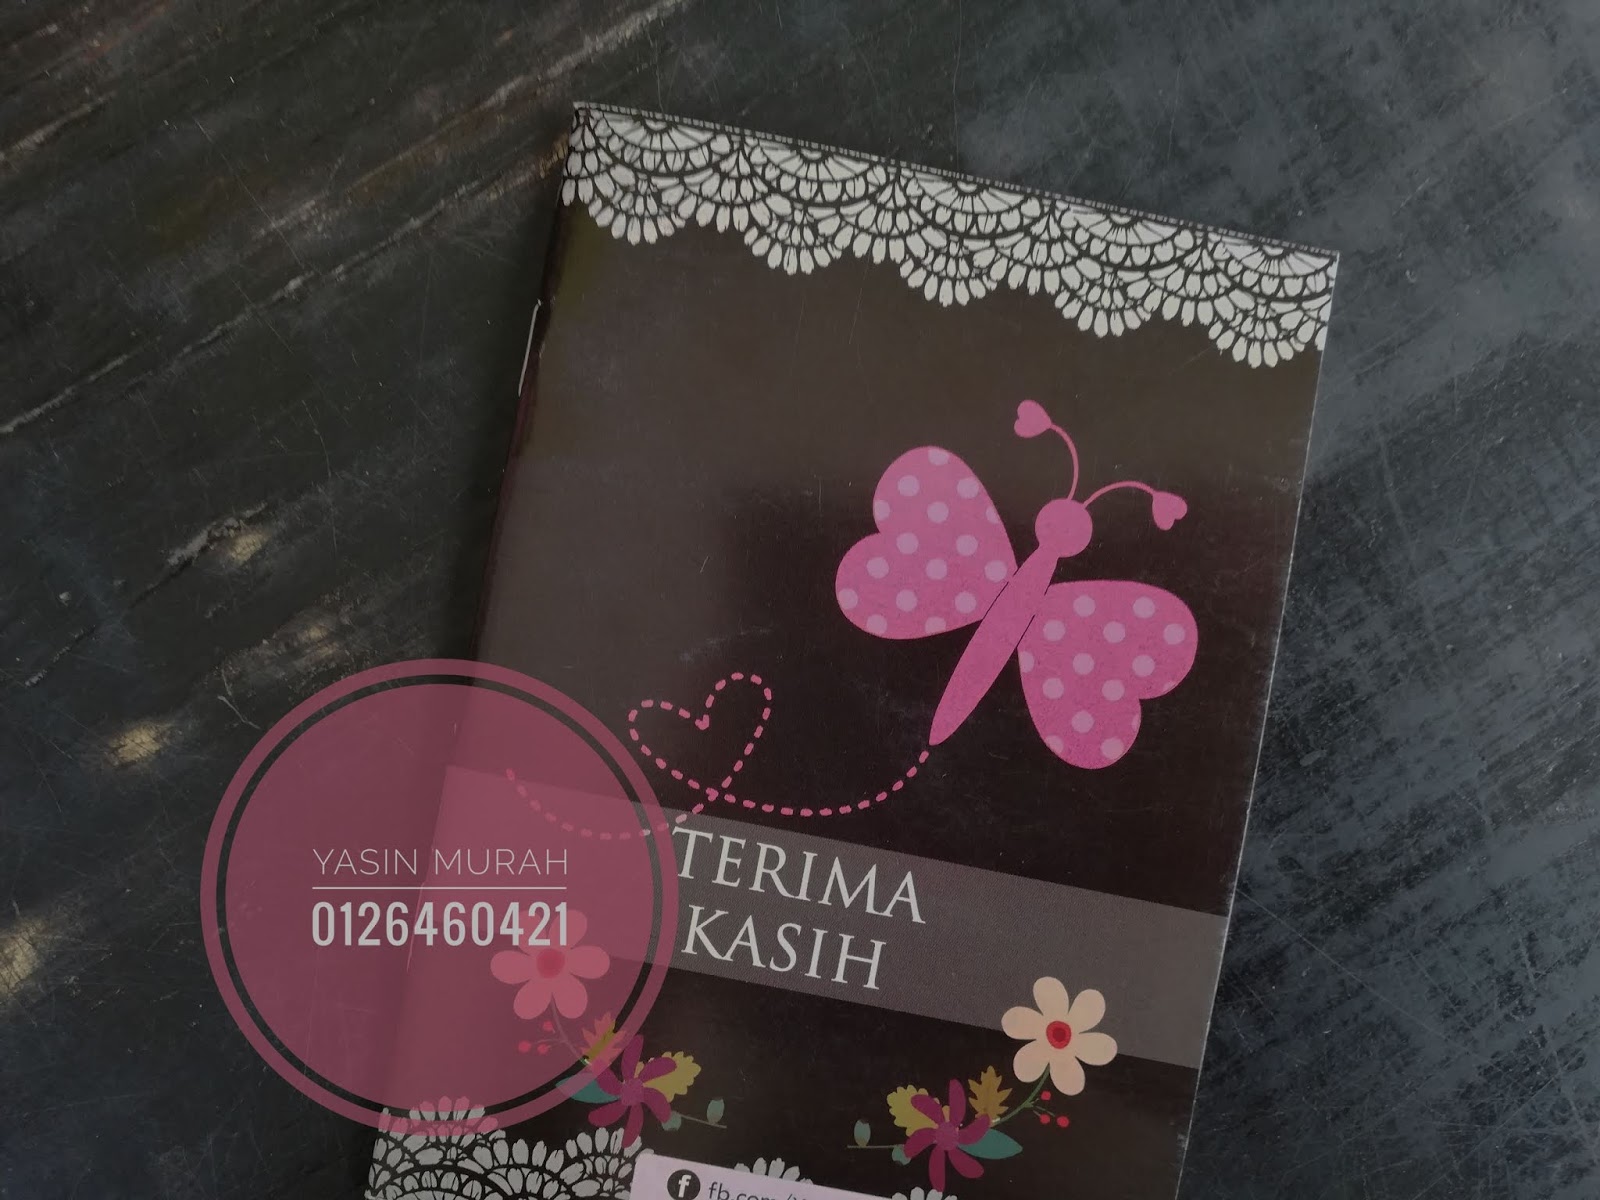 YASIN MURAH
0126460421
TERIMA
KASIH